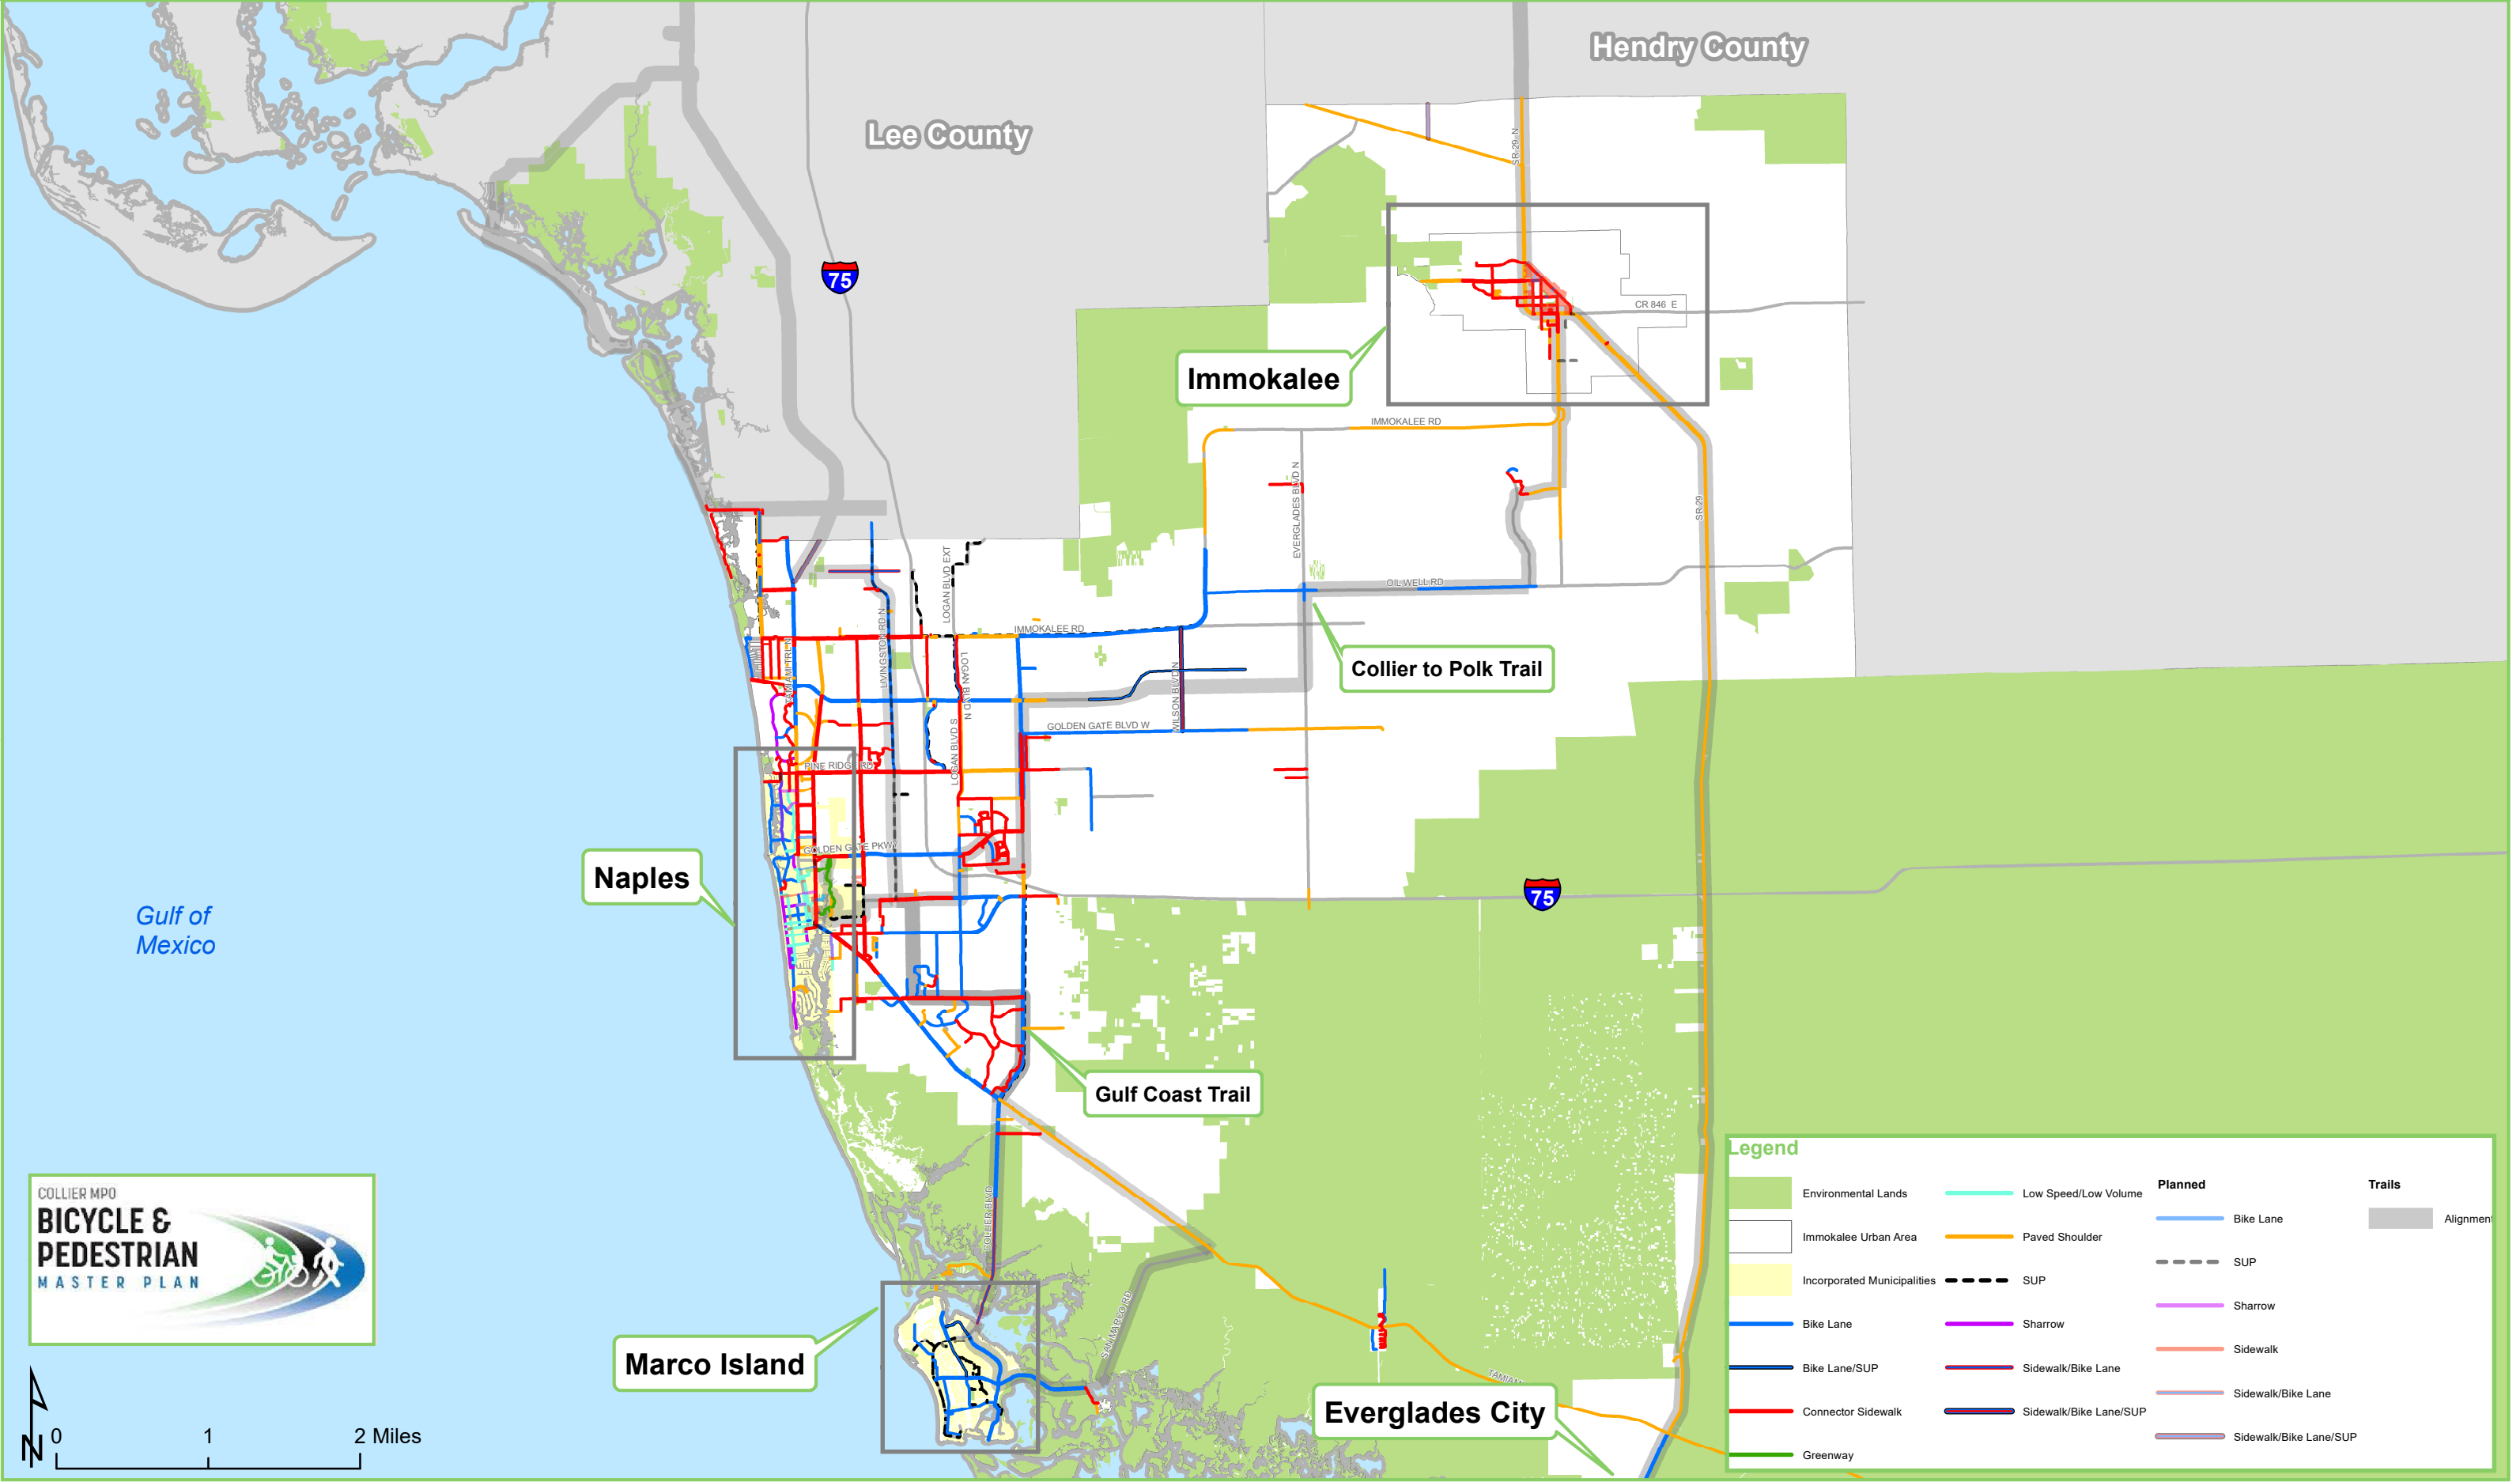 Hendry County
Lee County
75
SR 29 N
CR 846 E
Immokalee
IMMOKALEE RD
EVERGLADES BLVD N
SR 29
OIL WELL RD
LOGAN BLVD EXT
IMMOKALEE RD
LIVINGSTON RD N
TAMIAMI TRL N
LOGAN BLVD N
WILSON BLVD N
Collier to Polk Trail
GOLDEN GATE BLVD W
LOGAN BLVD S
PINE RIDGE RD
GOLDEN GATE PKWY
Naples
75
Gulf of
Mexico
Gulf Coast Trail
COLLIER BLVD
SAN MARCO RD
Marco Island
TAMIAMI
Everglades City
COLLIER MPO
BICYCLE &
PEDESTRIAN
MASTER PLAN
N
0 1 2 Miles
Legend
Environmental Lands
Immokalee Urban Area
Incorporated Municipalities
Bike Lane
Bike Lane/SUP
Connector Sidewalk
Greenway
Low Speed/Low Volume
Paved Shoulder
SUP
Sharrow
Sidewalk/Bike Lane
Sidewalk/Bike Lane/SUP
Planned
Bike Lane
SUP
Sharrow
Sidewalk
Sidewalk/Bike Lane
Sidewalk/Bike Lane/SUP
Trails
Alignment